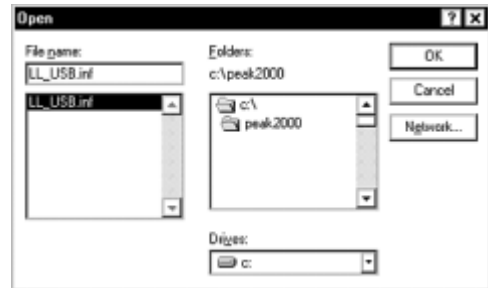 Open
File name:
LL_USB.inf
LL_USB.inf
Folders:
c:\peak2000
c:\
peak2000
Drives:
c:
OK
Cancel
Network...